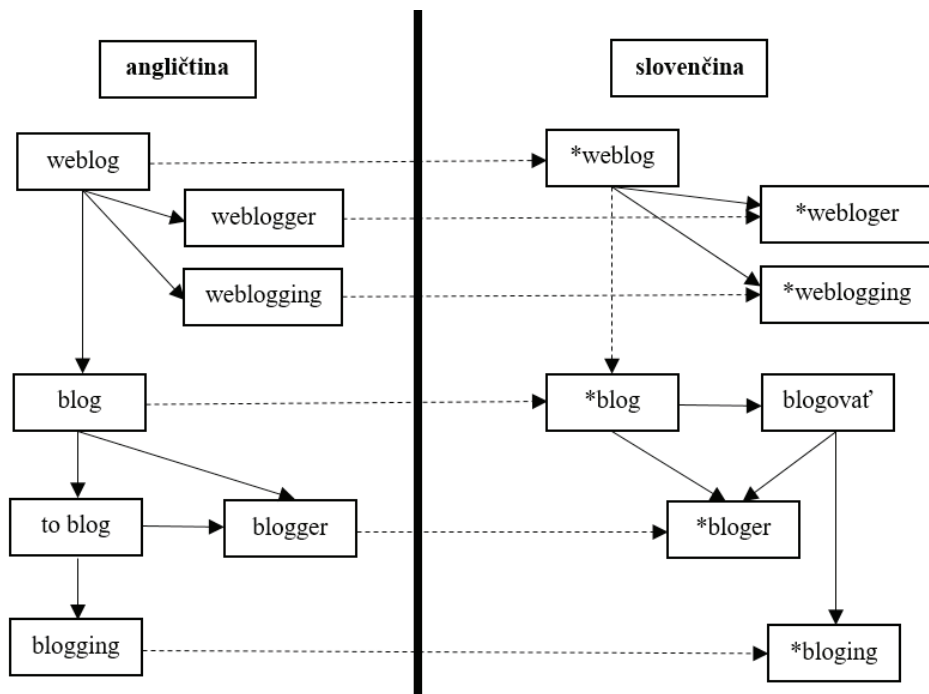 angličtina
slovenčina
weblog
*weblog
weblogger
*webloger
weblogging
*weblogging
blog
*blog
blogovať
to blog
blogger
*bloger
blogging
*bloging